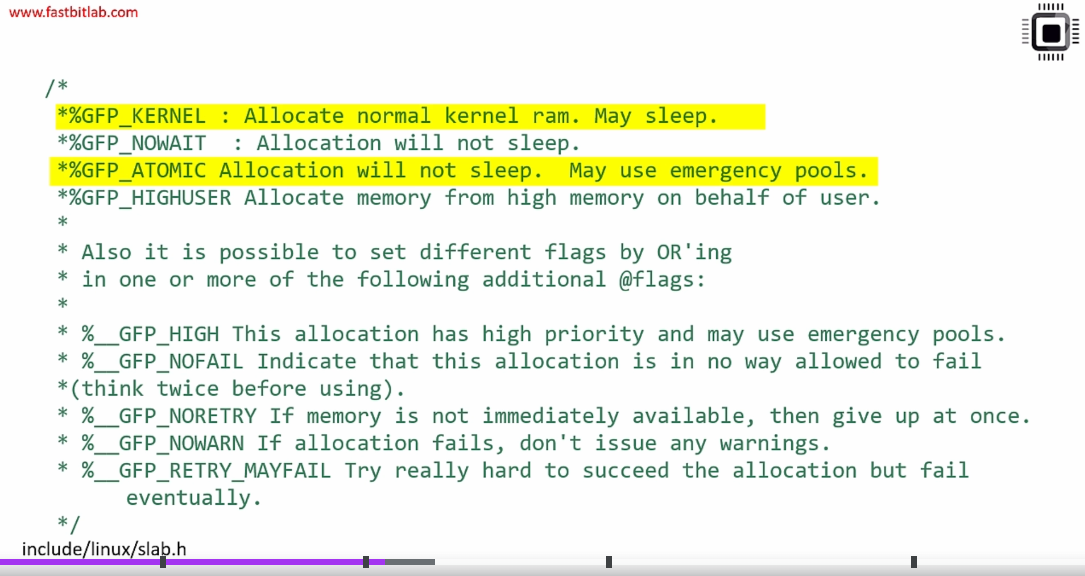 www.fastbitlab.com
/*
*%GFP_KERNEL : Allocate normal kernel ram. May sleep.
*%GFP_NOWAIT  : Allocation will not sleep.
*%GFP_ATOMIC Allocation will not sleep.  May use emergency pools.
*%GFP_HIGHUSER Allocate memory from high memory on behalf of user.
*
* Also it is possible to set different flags by OR'ing
* in one or more of the following additional @flags:
*
* %__GFP_HIGH This allocation has high priority and may use emergency pools.
* %__GFP_NOFAIL Indicate that this allocation is in no way allowed to fail
*(think twice before using).
* %__GFP_NORETRY If memory is not immediately available, then give up at once.
* %__GFP_NOWARN If allocation fails, don't issue any warnings.
* %__GFP_RETRY_MAYFAIL Try really hard to succeed the allocation but fail
eventually.
*/
include/linux/slab.h